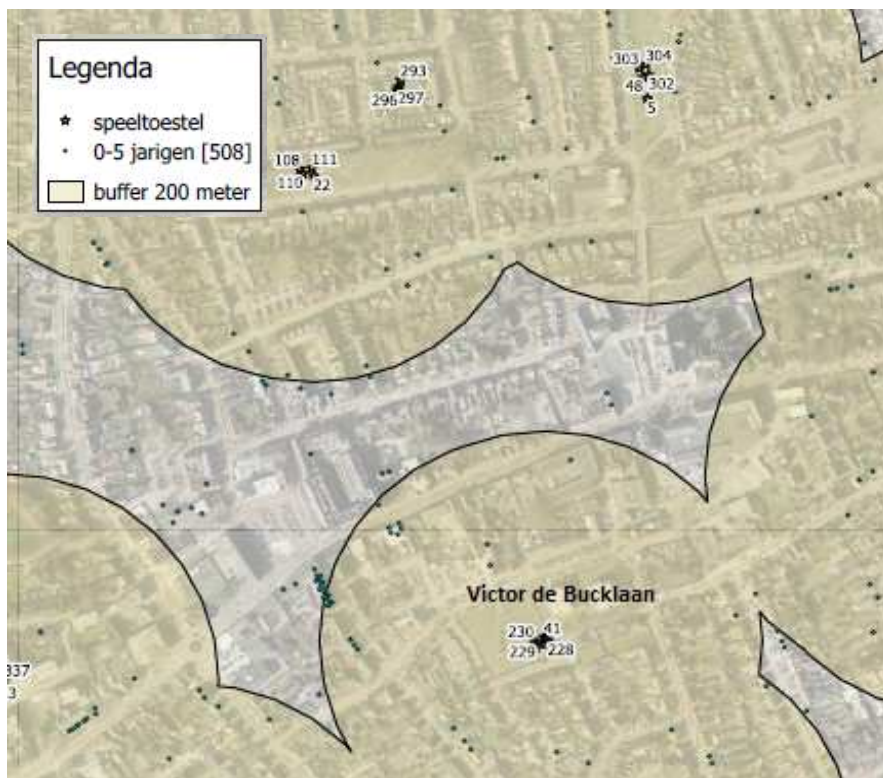 Legenda
speeltoestel
0-5 jarigen [508]
buffer 200 meter
293
296 297
303 304
48 302
5
108 111
110 22
Victor de Bucklaan
230 41
229 228
337
3